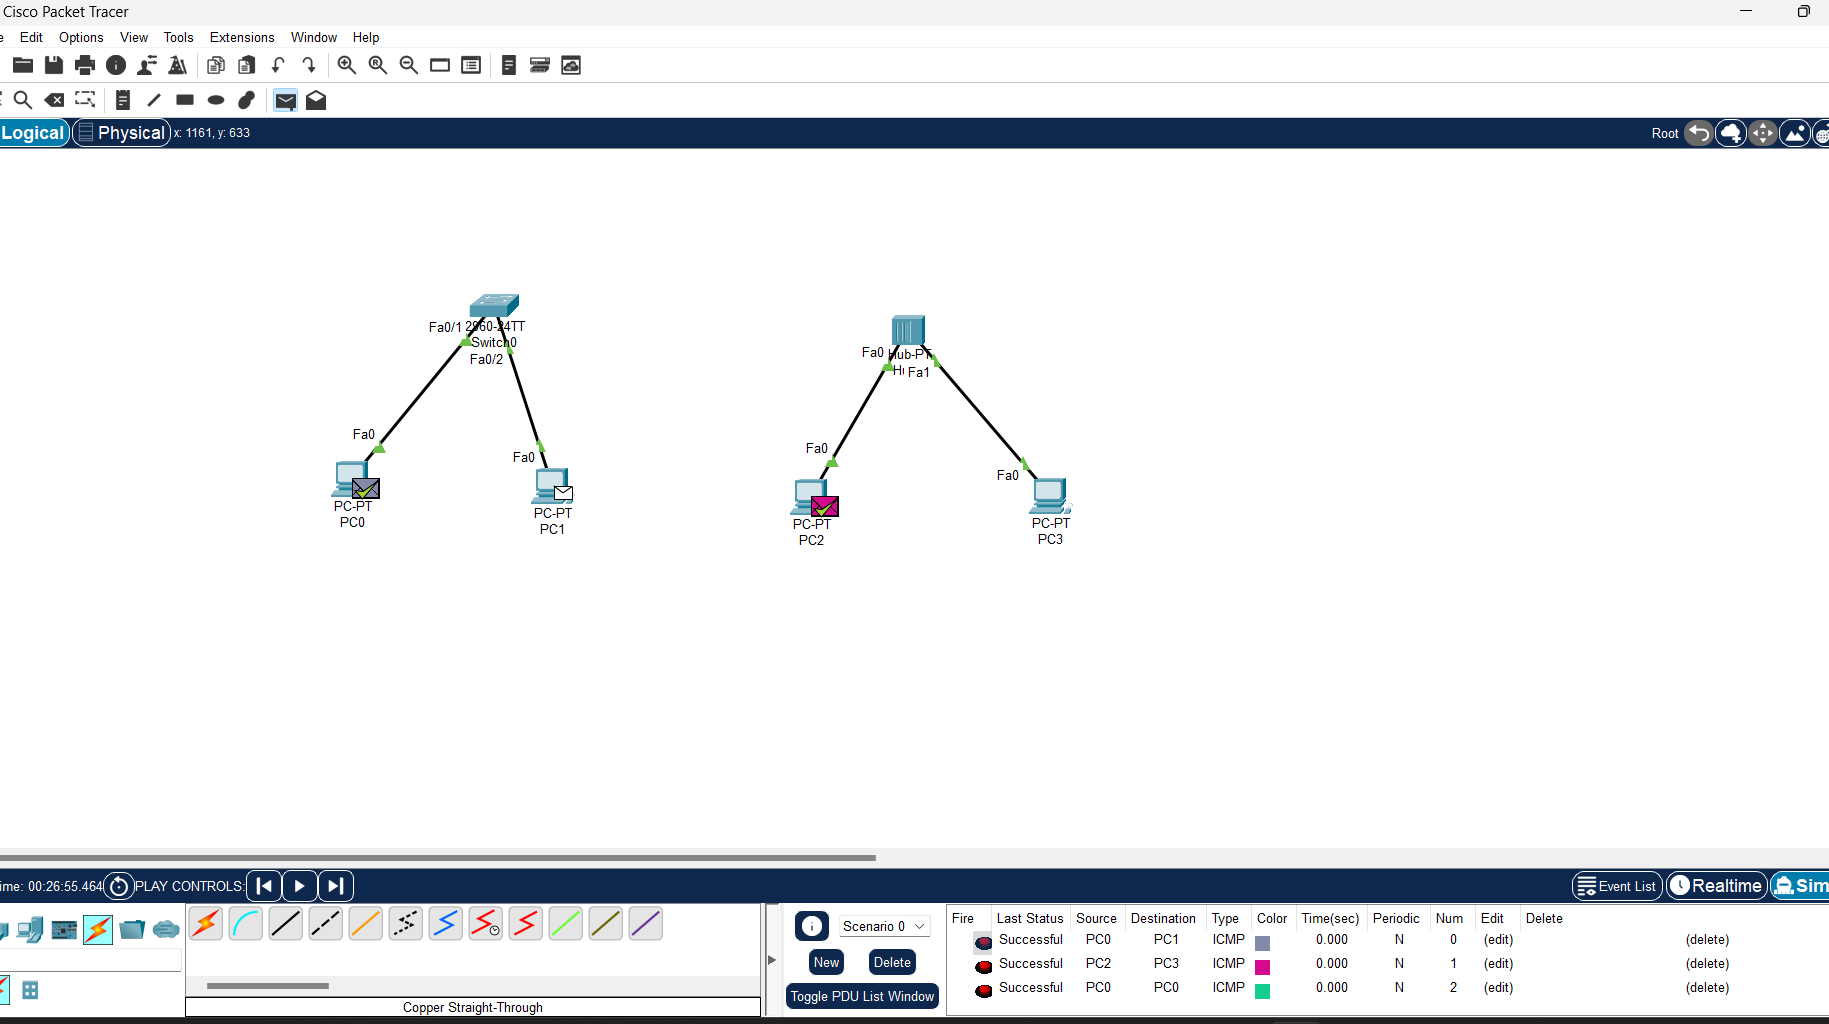 Cisco Packet Tracer
Edit Options View Tools Extensions Window Help
Logical Physical x: 1161, y: 633 Root
Fa0/1 2960-24TT
Switch0
Fa0/2
Fa0 Hub-PT
Fa1
Fa0
Fa0
Fa0
Fa0
PC-PT
PC0
PC-PT
PC1
PC-PT
PC2
PC-PT
PC3
ime: 00:26:55.464 PLAY CONTROLS: Event List Realtime Sim
Scenario 0
New Delete
Toggle PDU List Window
Copper Straight-Through
Fire Last Status Source Destination Type Color Time(sec) Periodic Num Edit Delete
Successful PC0 PC1 ICMP 0.000 N 0 (edit) (delete)
Successful PC2 PC3 ICMP 0.000 N 1 (edit) (delete)
Successful PC0 PC0 ICMP 0.000 N 2 (edit) (delete)